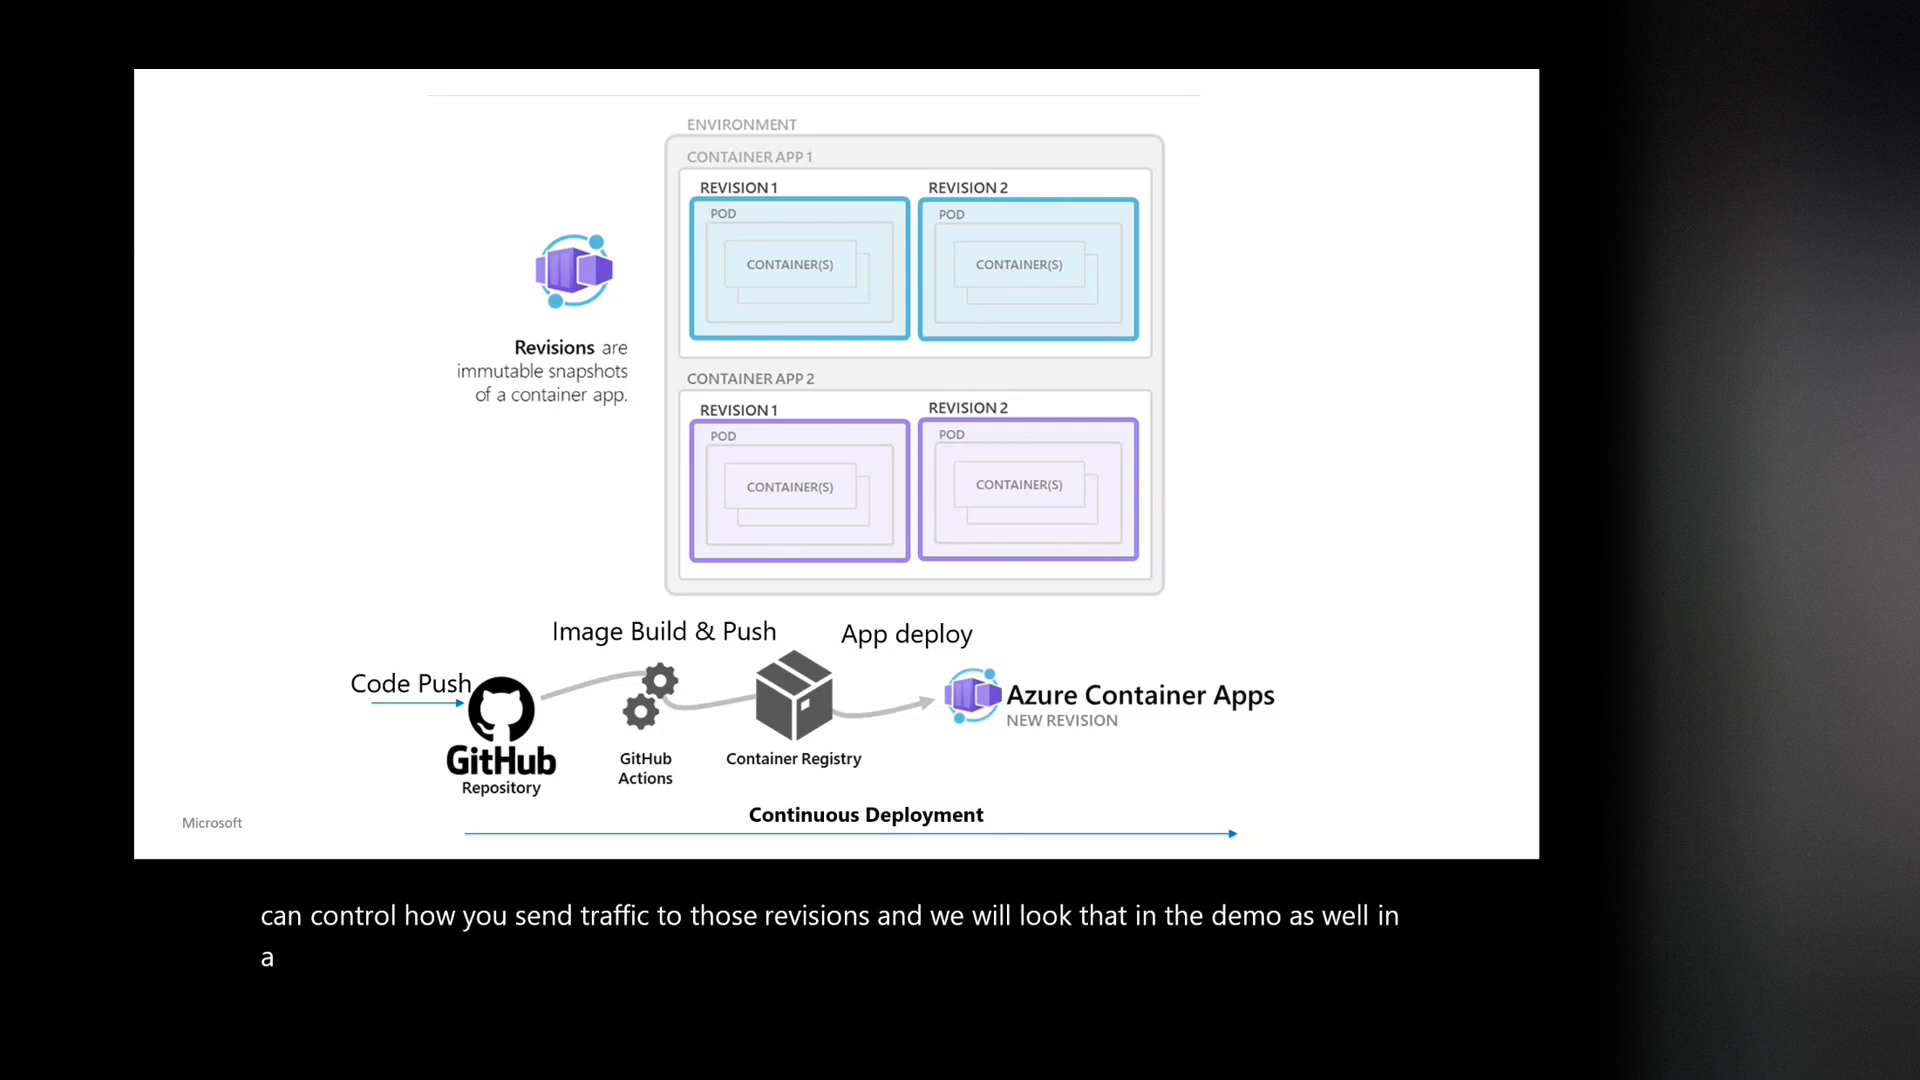 ENVIRONMENT
CONTAINER APP 1
REVISION 1
REVISION 2
POD
POD
CONTAINER(S)
CONTAINER(S)
Revisions are
immutable snapshots
of a container app.
CONTAINER APP 2
REVISION 1
REVISION 2
POD
POD
CONTAINER(S)
CONTAINER(S)
Image Build & Push
App deploy
Code Push
Azure Container Apps
NEW REVISION
GitHub
Repository
GitHub
Actions
Container Registry
Continuous Deployment
Microsoft
can control how you send traffic to those revisions and we will look that in the demo as well in
a